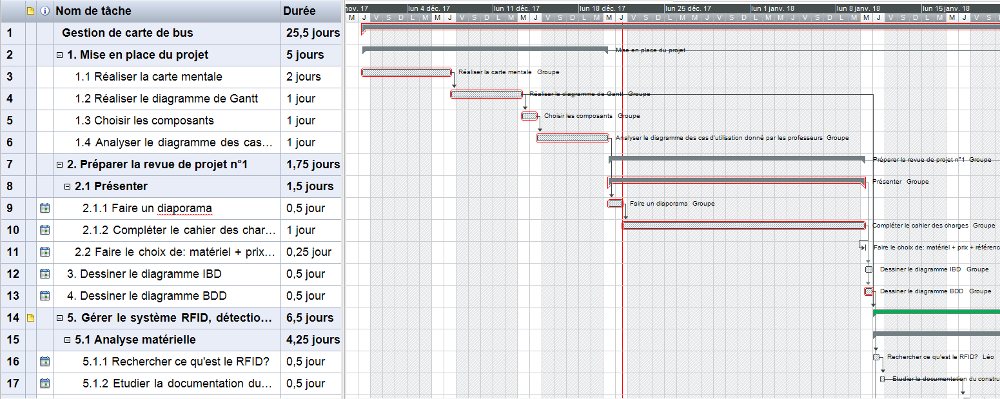 Nom de tâche Durée
nov. 17 lun 4 déc. 17 lun 11 déc. 17 lun 18 déc. 17 lun 25 déc. 17 lun 1 janv. 18 lun 8 janv. 18 lun 15 janv. 18
M J V S D L M M J V S D L M M J V S D L M M J V S D L M M J V S D L M M J V S D L M M J V S D L M M J V S
1 Gestion de carte de bus 25,5 jours
2 1. Mise en place du projet 5 jours Mise en place du projet
3 1.1 Réaliser la carte mentale 2 jours Réaliser la carte mentale Groupe
4 1.2 Réaliser le diagramme de Gantt 1 jour Réaliser le diagramme de Gantt Groupe
5 1.3 Choisir les composants 1 jour Choisir les composants Groupe
6 1.4 Analyser le diagramme des cas... 1 jour Analyser le diagramme des cas d'utilisation donné par les professeurs Groupe
7 2. Préparer la revue de projet n°1 1,75 jours Préparer la revue de projet n°1 Groupe
8 2.1 Présenter 1,5 jours Présenter Groupe
9 2.1.1 Faire un diaporama 0,5 jour Faire un diaporama Groupe
10 2.1.2 Compléter le cahier des char... 1 jour Compléter le cahier des charges Groupe
11 2.2 Faire le choix de: matériel + prix... 0,25 jour Faire le choix de: matériel + prix + référenc
12 3. Dessiner le diagramme IBD 0,5 jour Dessiner le diagramme IBD Groupe
13 4. Dessiner le diagramme BDD 0,5 jour Dessiner le diagramme BDD Groupe
14 5. Gérer le système RFID, détectio... 6,5 jours
15 5.1 Analyse matérielle 4,25 jours
16 5.1.1 Rechercher ce qu'est le RFID? 0,5 jour Rechercher ce qu'est le RFID? Léo
17 5.1.2 Etudier la documentation du... 0,5 jour Etudier la documentation du constru